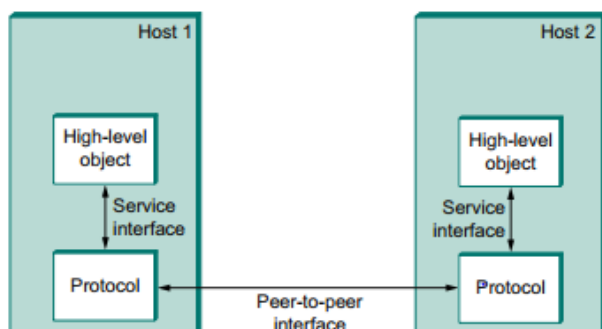 Host 1
Host 2
High-level
object
High-level
object
Service
interface
Service
interface
Protocol
Protocol
Peer-to-peer
interface